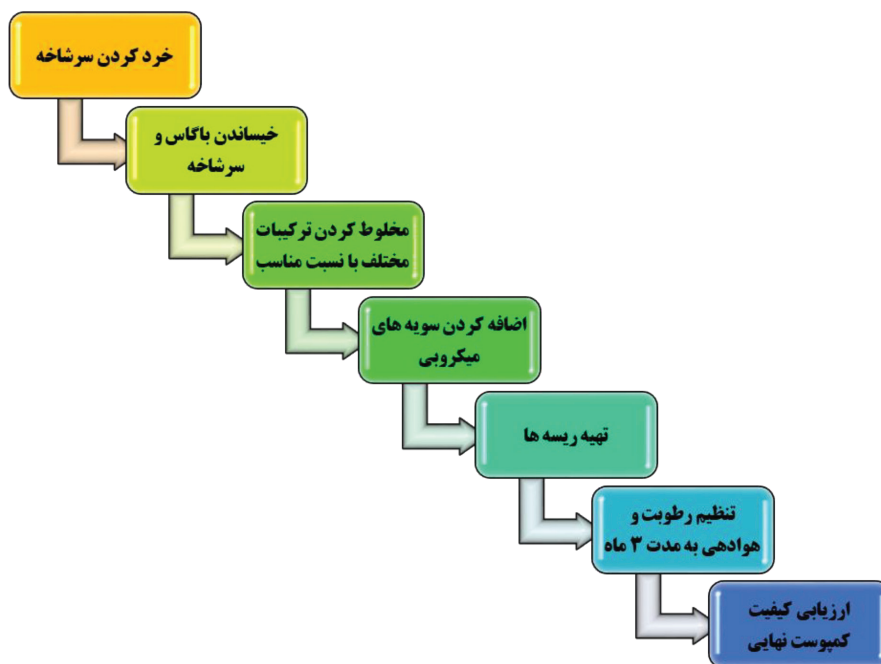 خرد کردن سرشاخه
خیساندن باگاس و
سرشاخه
مخلوط کردن ترکیبات
مختلف با نسبت مناسب
اضافه کردن سویه های
میکروبی
تهیه ریسه ها
تنظیم رطوبت و
هوادهی به مدت ۳ ماه
ارزیابی کیفیت
کمپوست نهایی